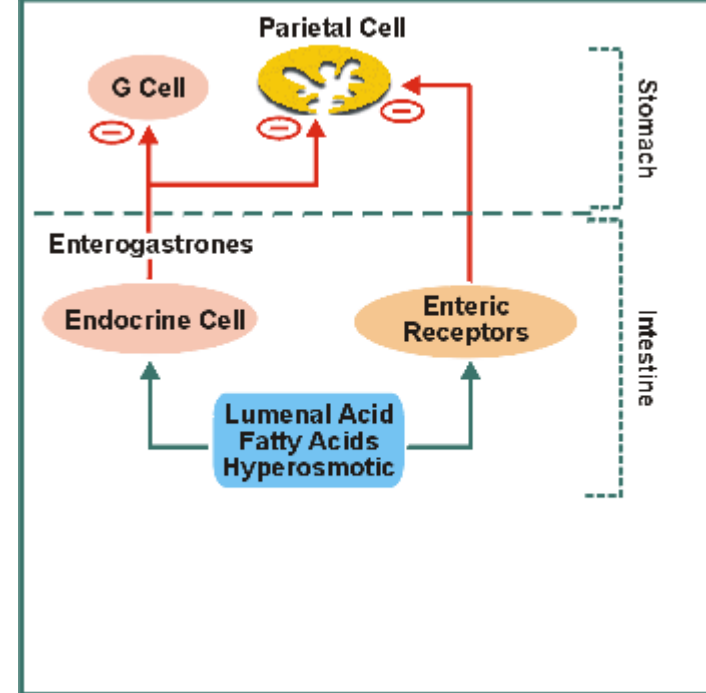 Parietal Cell
G Cell
Stomach
Enterogastrones
Endocrine Cell
Enteric
Receptors
Intestine
Lumenal Acid
Fatty Acids
Hyperosmotic